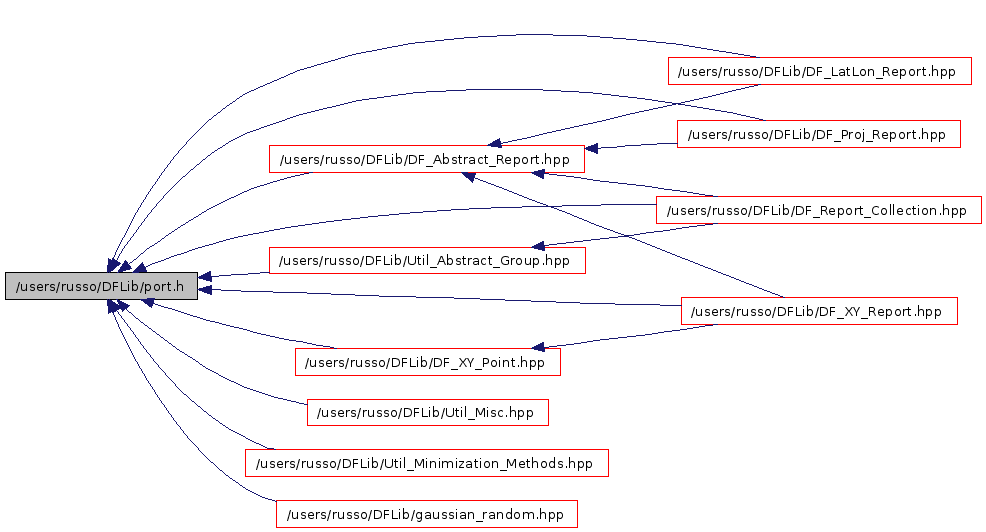 /users/russo/DFLib/DF_LatLon_Report.hpp
/users/russo/DFLib/DF_Proj_Report.hpp
/users/russo/DFLib/DF_Abstract_Report.hpp
/users/russo/DFLib/DF_Report_Collection.hpp
/users/russo/DFLib/Util_Abstract_Group.hpp
/users/russo/DFLib/port.h
/users/russo/DFLib/DF_XY_Report.hpp
/users/russo/DFLib/DF_XY_Point.hpp
/users/russo/DFLib/Util_Misc.hpp
/users/russo/DFLib/Util_Minimization_Methods.hpp
/users/russo/DFLib/gaussian_random.hpp